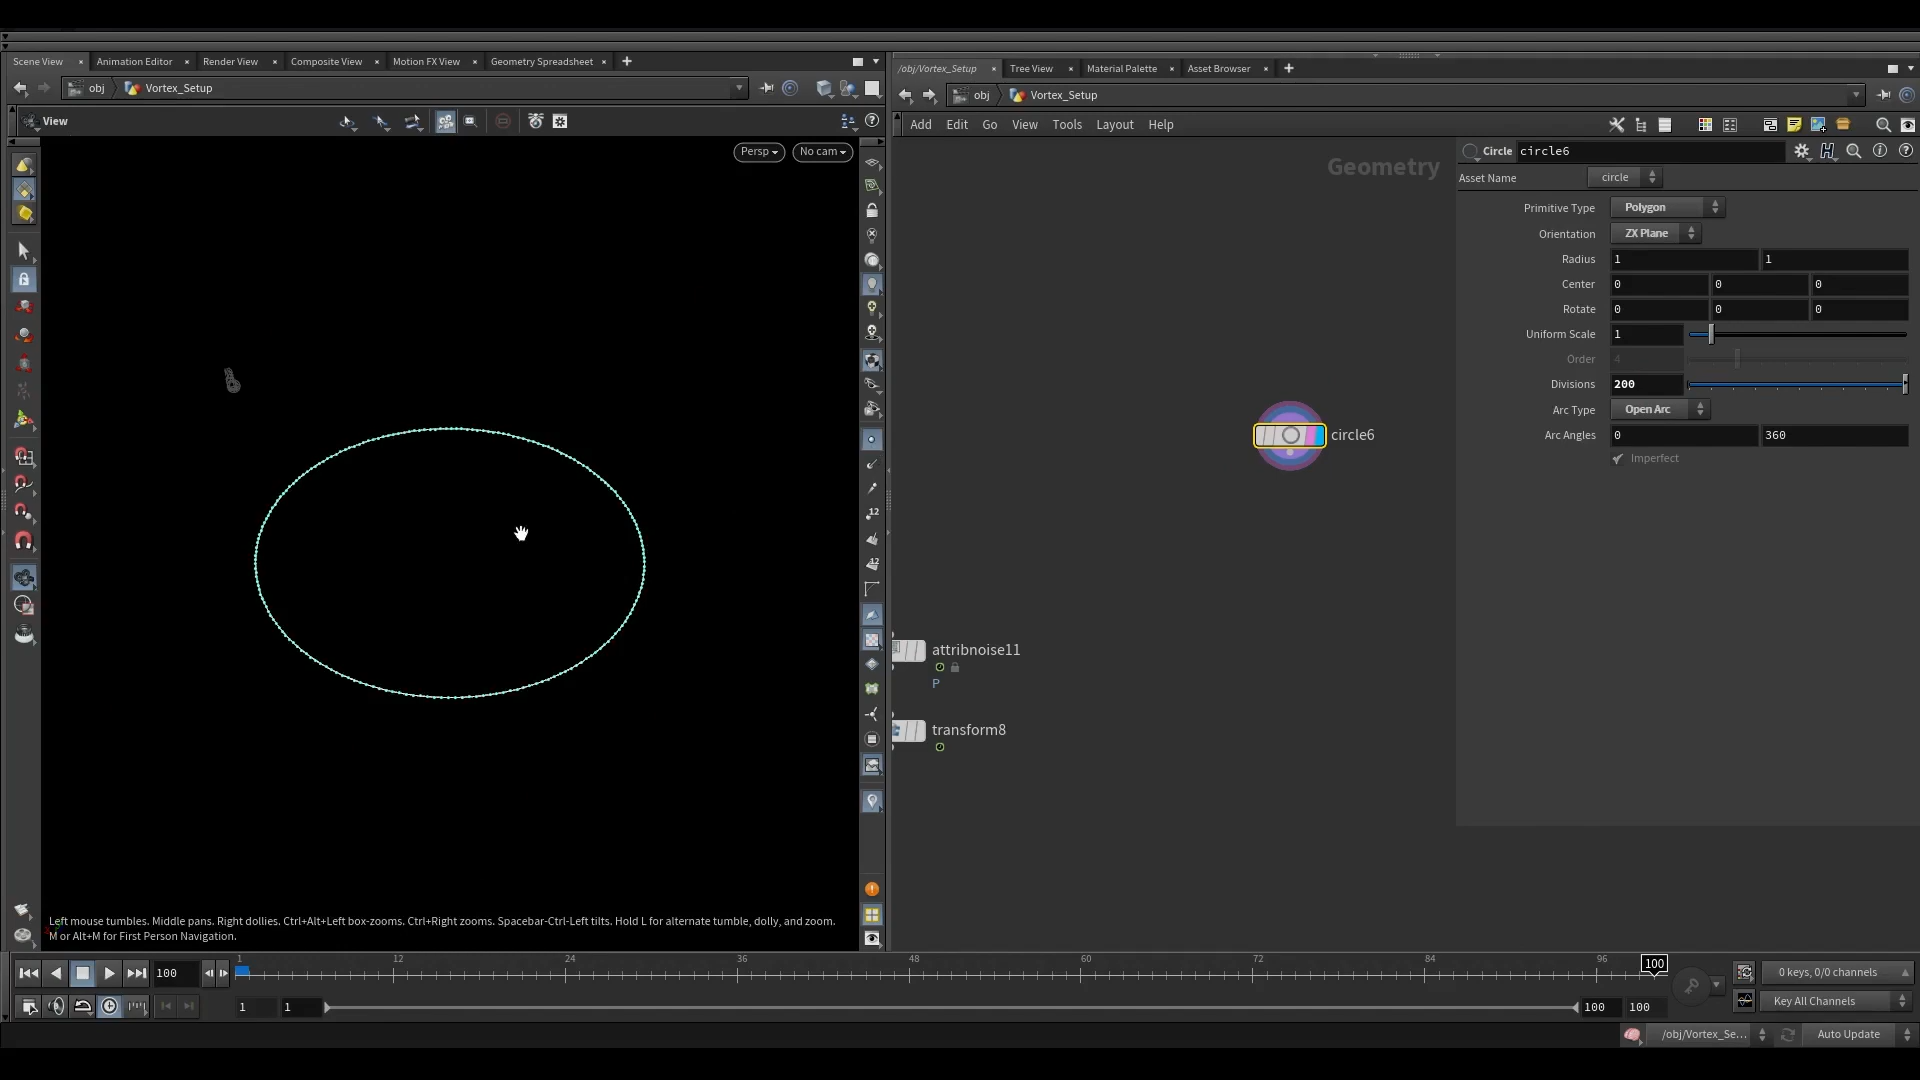 Scene View
Animation Editor
Render View
Composite View
Motion FX View
Geometry Spreadsheet
obj
Vortex_Setup
View
Persp
No cam
12
12
Left mouse tumbles. Middle pans. Right dollies. Ctrl+Alt+Left box-zooms. Ctrl+Right zooms. Spacebar-Ctrl-Left tilts. Hold L for alternate tumble, dolly, and zoom.
M or Alt+M for First Person Navigation.
/obj/Vortex_Setup
Tree View
Material Palette
Asset Browser
obj
Vortex_Setup
Add Edit Go View Tools Layout Help
Geometry
circle6
attribnoise11
P
transform8
Circle circle6
Asset Name circle
Primitive Type Polygon
Orientation ZX Plane
Radius 1 1
Center 0 0 0
Rotate 0 0 0
Uniform Scale 1
Order 4
Divisions 200
Arc Type Open Arc
Arc Angles 0 360
Imperfect
100
1 12 24 36 48 60 72 84 96
100
0 keys, 0/0 channels
1 1
100 100
Key All Channels
/obj/Vortex_Se...
Auto Update